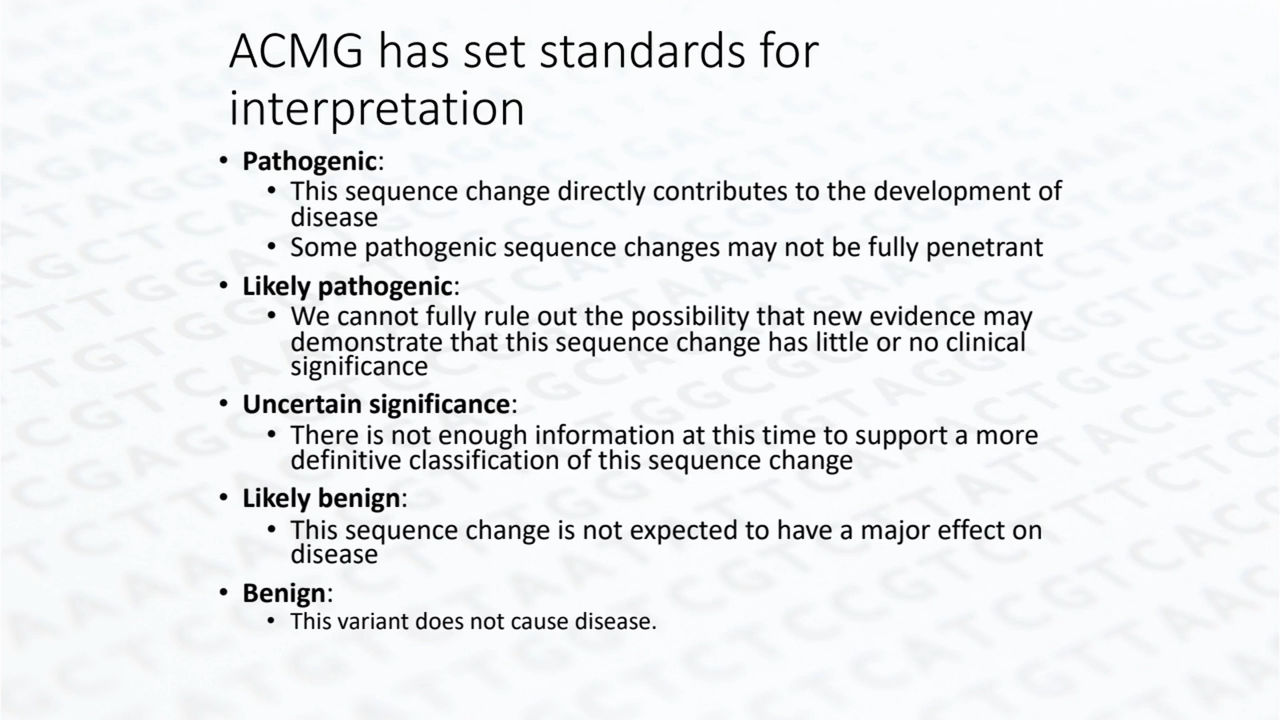 ACMG has set standards for
interpretation
• Pathogenic:
• This sequence change directly contributes to the development of
disease
• Some pathogenic sequence changes may not be fully penetrant
• Likely pathogenic:
• We cannot fully rule out the possibility that new evidence may
demonstrate that this sequence change has little or no clinical
significance
• Uncertain significance:
• There is not enough information at this time to support a more
definitive classification of this sequence change
• Likely benign:
• This sequence change is not expected to have a major effect on
disease
• Benign:
• This variant does not cause disease.